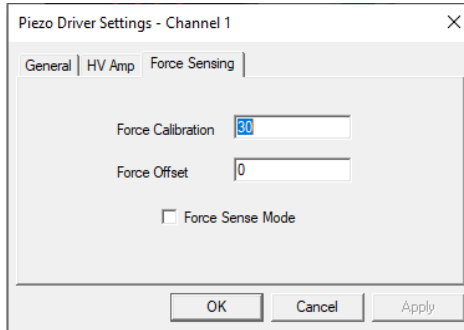 Piezo Driver Settings - Channel 1
General HV Amp Force Sensing
Force Calibration 30
Force Offset 0
Force Sense Mode
OK Cancel Apply